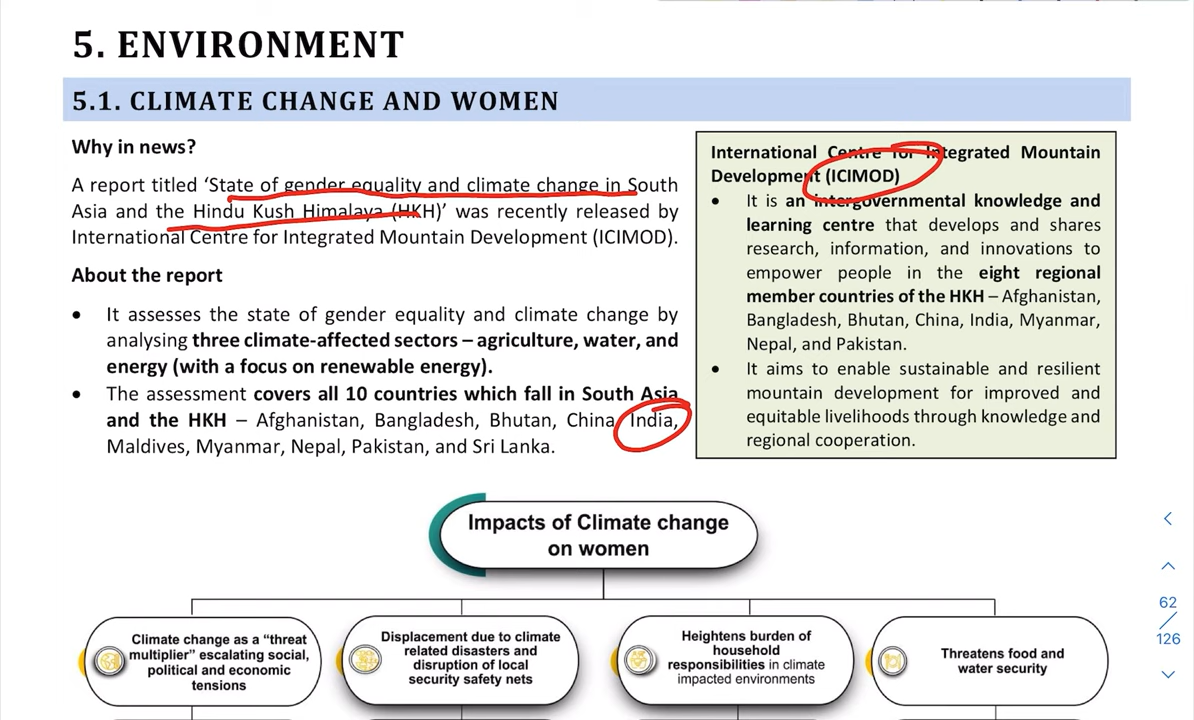 5. ENVIRONMENT
5.1. CLIMATE CHANGE AND WOMEN
Why in news?
A report titled ‘State of gender equality and climate change in South
Asia and the Hindu Kush Himalaya (HKH)’ was recently released by
International Centre for Integrated Mountain Development (ICIMOD).
About the report
• It assesses the state of gender equality and climate change by
analysing three climate-affected sectors – agriculture, water, and
energy (with a focus on renewable energy).
• The assessment covers all 10 countries which fall in South Asia
and the HKH – Afghanistan, Bangladesh, Bhutan, China, India,
Maldives, Myanmar, Nepal, Pakistan, and Sri Lanka.
International Centre for Integrated Mountain
Development (ICIMOD)
• It is an intergovernmental knowledge and
learning centre that develops and shares
research, information, and innovations to
empower people in the eight regional
member countries of the HKH – Afghanistan,
Bangladesh, Bhutan, China, India, Myanmar,
Nepal, and Pakistan.
• It aims to enable sustainable and resilient
mountain development for improved and
equitable livelihoods through knowledge and
regional cooperation.
Impacts of Climate change
on women
Climate change as a “threat
multiplier” escalating social,
political and economic
tensions
Displacement due to climate
related disasters and
disruption of local
security safety nets
Heightens burden of
household
responsibilities in climate
impacted environments
Threatens food and
water security
62
/
126